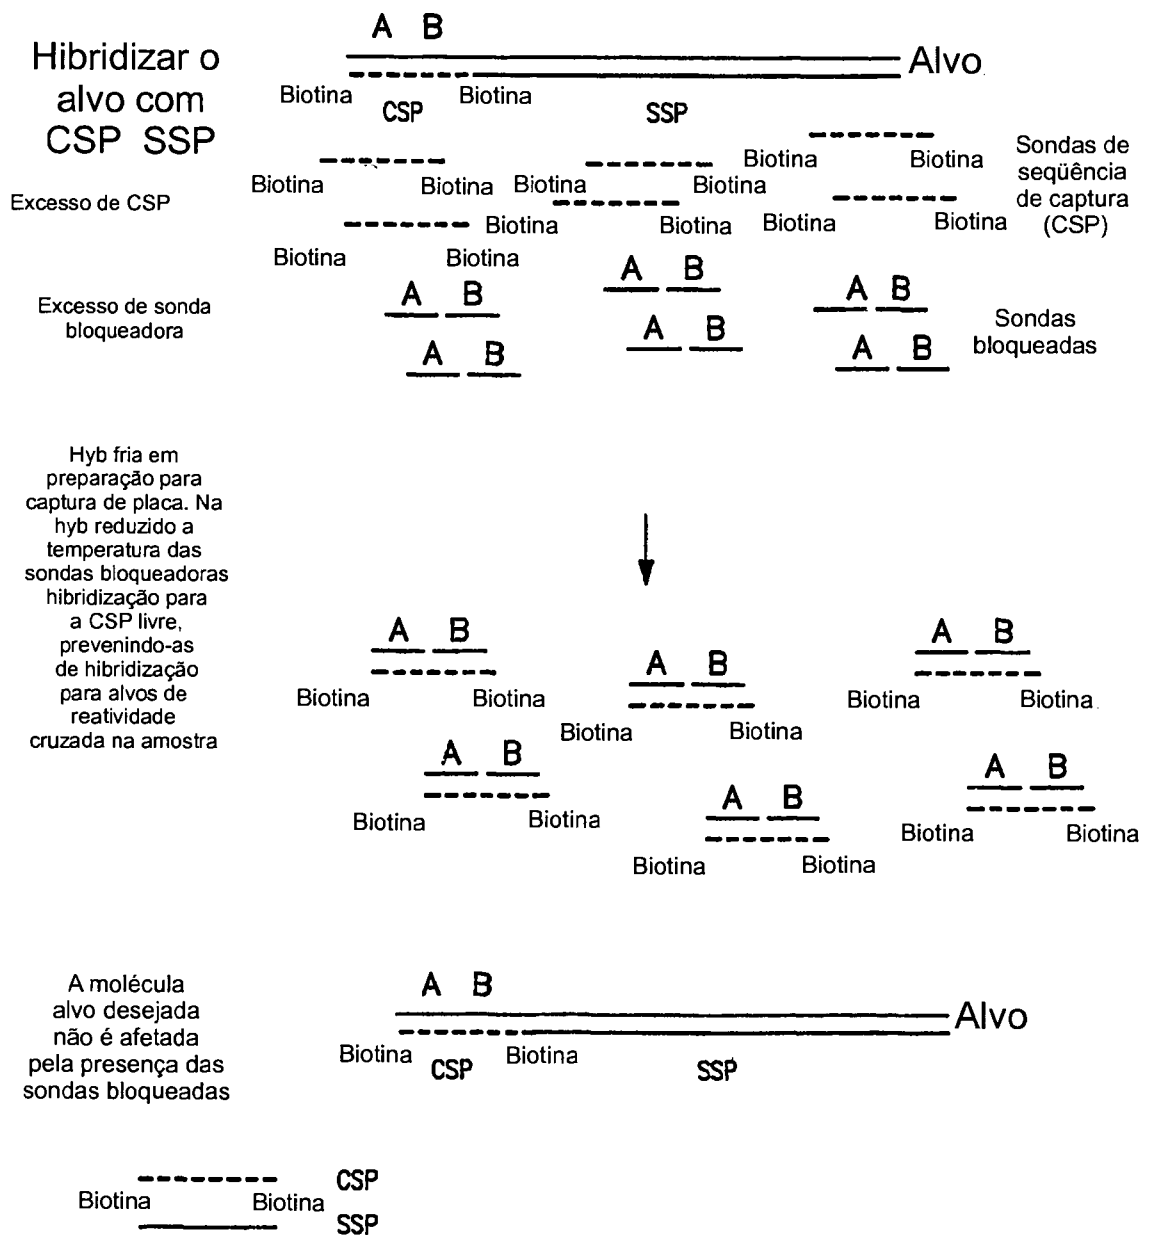 A B
Hibridizar o
alvo com
CSP SSP
Alvo
Biotina CSP Biotina SSP
Biotina Biotina
Sondas de
seqüência
de captura
(CSP)
Biotina Biotina Biotina Biotina
Excesso de CSP
Biotina Biotina Biotina Biotina
Biotina Biotina
Excesso de sonda
bloqueadora
A B A B A B
A B A B A B
Sondas
bloqueadas
Hyb fria em
preparação para
captura de placa. Na
hyb reduzido a
temperatura das
sondas bloqueadoras
hibridização para
a CSP livre,
prevenindo-as
de hibridização
para alvos de
reatividade
cruzada na amostra
A B A B A B
Biotina Biotina Biotina Biotina Biotina Biotina
A B A B A B
Biotina Biotina Biotina Biotina Biotina Biotina
A molécula
alvo desejada
não é afetada
pela presença das
sondas bloqueadas
A B
Alvo
Biotina CSP Biotina SSP
CSP
Biotina Biotina
SSP